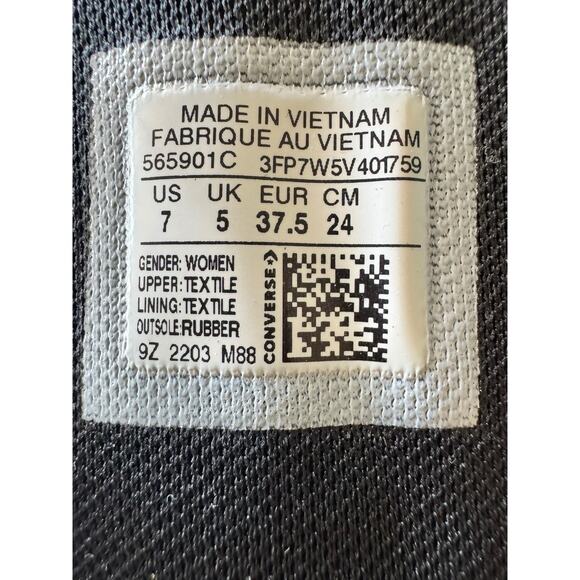 MADE IN VIETNAM
FABRIQUE AU VIETNAM
565901C 3FP7W5V401759
US UK EUR CM
7 5 37.5 24
GENDER: WOMEN
UPPER: TEXTILE
LINING: TEXTILE
OUTSOLE: RUBBER
9Z 2203 M88
CONVERSE